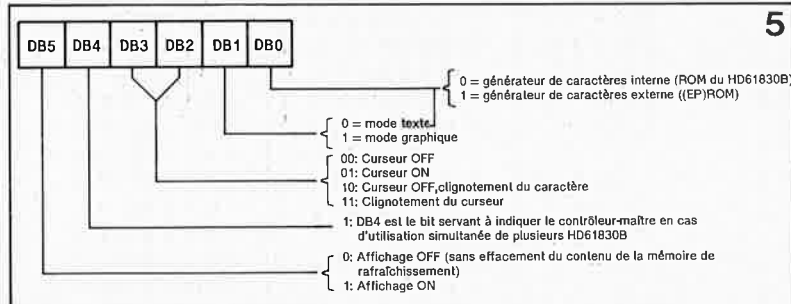 5
DB5 DB4 DB3 DB2 DB1 DB0
0 = générateur de caractères interne (ROM du HD61830B)
1 = générateur de caractères externe ((EP)ROM)
0 = mode texte
1 = mode graphique
00: Curseur OFF
01: Curseur ON
10: Curseur OFF,clignotement du caractère
11: Clignotement du curseur
1: DB4 est le bit servant à indiquer le contrôleur-maître en cas
d'utilisation simultanée de plusieurs HD61830B
0: Affichage OFF (sans effacement du contenu de la mémoire de
rafraîchissement)
1: Affichage ON